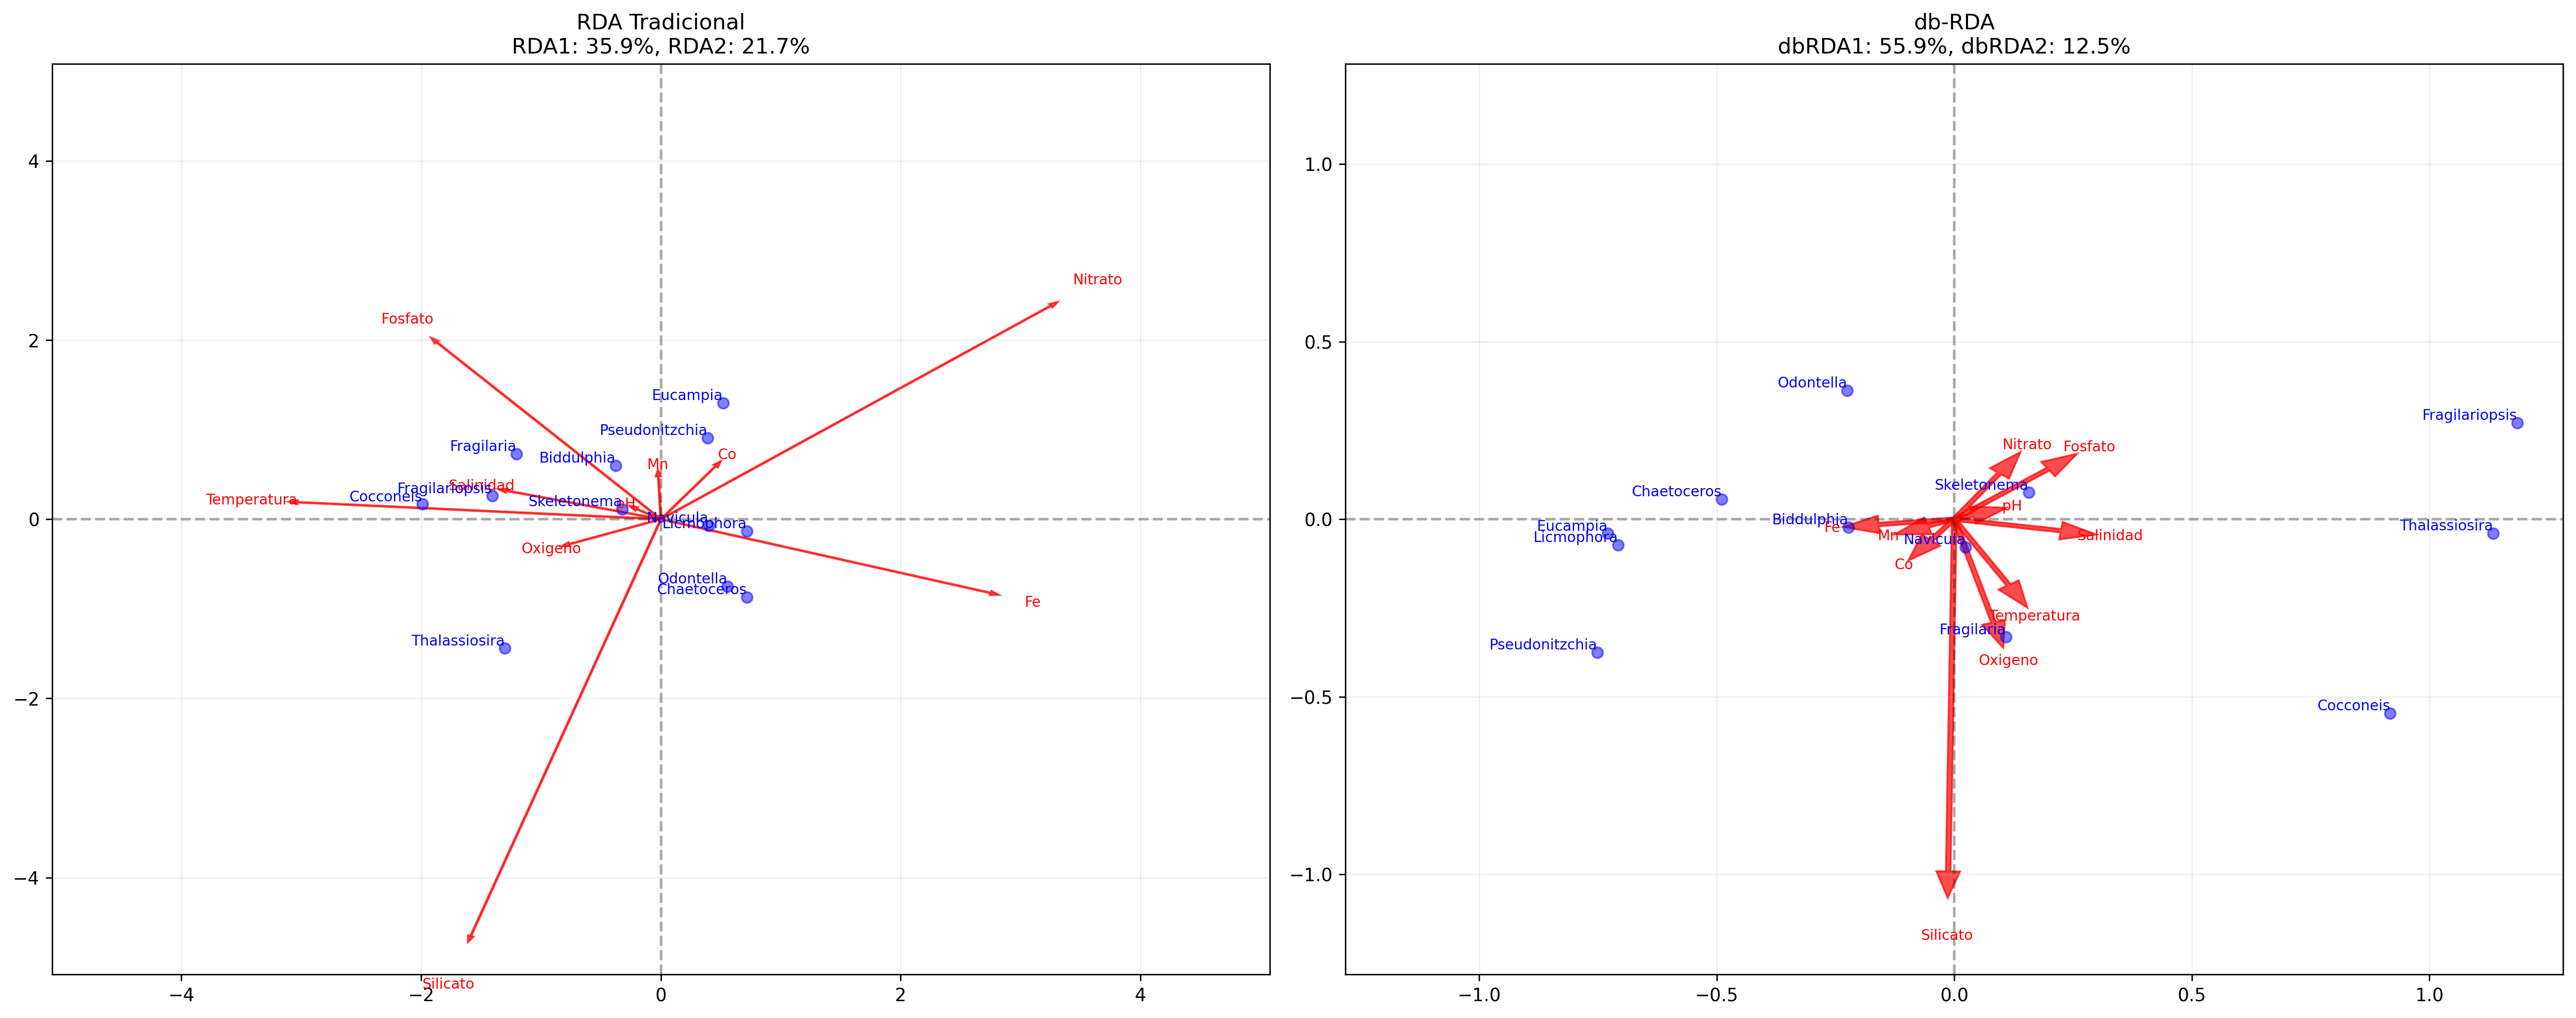 RDA Tradicional
RDA1: 35.9%, RDA2: 21.7%
4
2
0
−2
−4
−4
−2
0
2
4
Nitrato
Fosfato
Eucampia
Pseudonitzchia
Fragilaria
Biddulphia
Co
Mn
Salinidad
Fragilariopsis
Temperatura
Cocconeis
Skeletonema
pH
Navicula
Licmophora
Oxigeno
Odontella
Chaetoceros
Fe
Thalassiosira
Silicato
db-RDA
dbRDA1: 55.9%, dbRDA2: 12.5%
1.0
0.5
0.0
−0.5
−1.0
−1.0
−0.5
0.0
0.5
1.0
Odontella
Fragilariopsis
Nitrato
Fosfato
Chaetoceros
Skeletonema
pH
Eucampia
Licmophora
Biddulphia
Fe
Mn
Navicula
Salinidad
Thalassiosira
Co
Temperatura
Fragilaria
Pseudonitzchia
Oxigeno
Cocconeis
Silicato